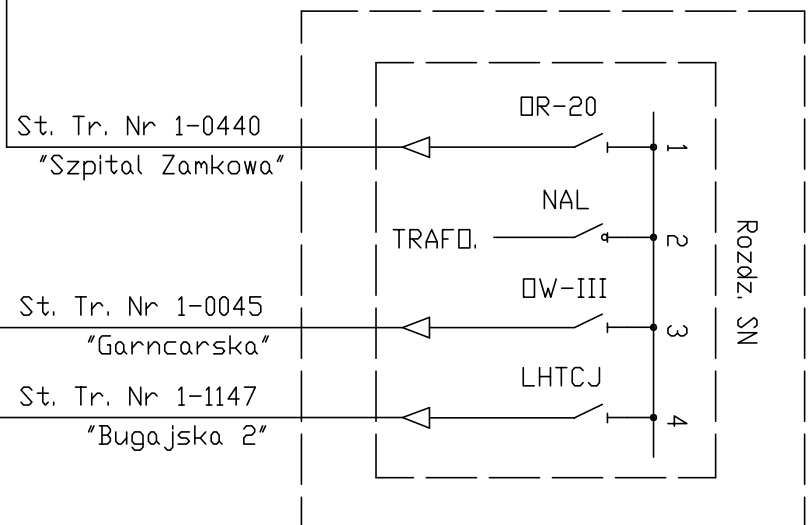 OR-20
St. Tr. Nr 1-0440
1
"Szpital Zamkowa"
NAL
TRAFO.
2
Rozdz. SN
OW-III
St. Tr. Nr 1-0045
3
"Garncarska"
LHTCJ
St. Tr. Nr 1-1147
4
"Bugajska 2"